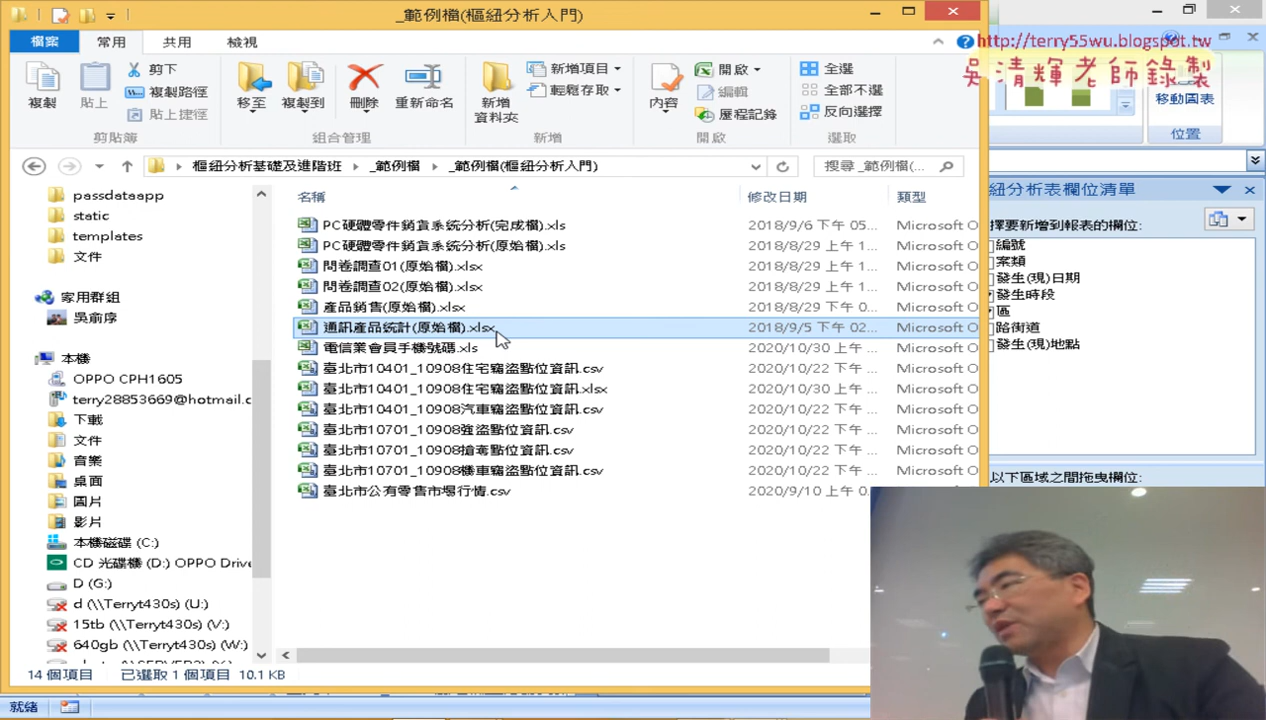 _範例檔(樞紐分析入門)
http://terry55wu.blogspot.tw
吳清輝老師錄製
檔案 常用 共用 檢視
複製 貼上 剪下 複製路徑 貼上捷徑 移至 複製到 刪除 重新命名 新增資料夾 新增項目 輕鬆存取 內容 開啟 編輯 歷程記錄 全選 全部不選 反向選擇
剪貼簿 組合管理 新增 開啟 選取
移動圖表
位置
樞紐分析基礎及進階班 _範例檔 _範例檔(樞紐分析入門)
搜尋 _範例檔(...
passdataapp
static
templates
文件
家用群組
吳俞序
本機
OPPO CPH1605
terry28853669@hotmail.c
下載
文件
音樂
桌面
圖片
影片
本機磁碟 (C:)
CD 光碟機 (D:) OPPO Drive
D (G:)
d (\\Terryt430s) (U:)
15tb (\\Terryt430s) (V:)
640gb (\\Terryt430s) (W:)
名稱 修改日期 類型
PC硬體零件銷貨系統分析(完成檔).xls 2018/9/6 下午 05... Microsoft O
PC硬體零件銷貨系統分析(原始檔).xls 2018/8/29 上午 1... Microsoft O
問卷調查01(原始檔).xlsx 2018/8/29 上午 1... Microsoft O
問卷調查02(原始檔).xlsx 2018/8/29 上午 1... Microsoft O
產品銷售(原始檔).xlsx 2018/8/29 下午 0... Microsoft O
通訊產品統計(原始檔).xlsx 2018/9/5 下午 02... Microsoft O
電信業會員手機號碼.xls 2020/10/30 上午 ... Microsoft O
臺北市10401_10908住宅竊盜點位資訊.csv 2020/10/22 下午 ... Microsoft O
臺北市10401_10908住宅竊盜點位資訊.xlsx 2020/10/30 上午 ... Microsoft O
臺北市10401_10908汽車竊盜點位資訊.csv 2020/10/22 下午 ... Microsoft O
臺北市10701_10908強盜點位資訊.csv 2020/10/22 下午 ... Microsoft O
臺北市10701_10908搶奪點位資訊.csv 2020/10/22 下午 ... Microsoft O
臺北市10701_10908機車竊盜點位資訊.csv 2020/10/22 下午 ... Microsoft O
臺北市公有零售市場行情.csv 2020/9/10 上午 0
14 個項目 已選取 1 個項目 10.1 KB
就緒
紐分析表欄位清單
擇要新增到報表的欄位:
編號
案類
發生(現)日期
發生時段
區
路街道
發生(現)地點
以下區域之間拖曳欄位: